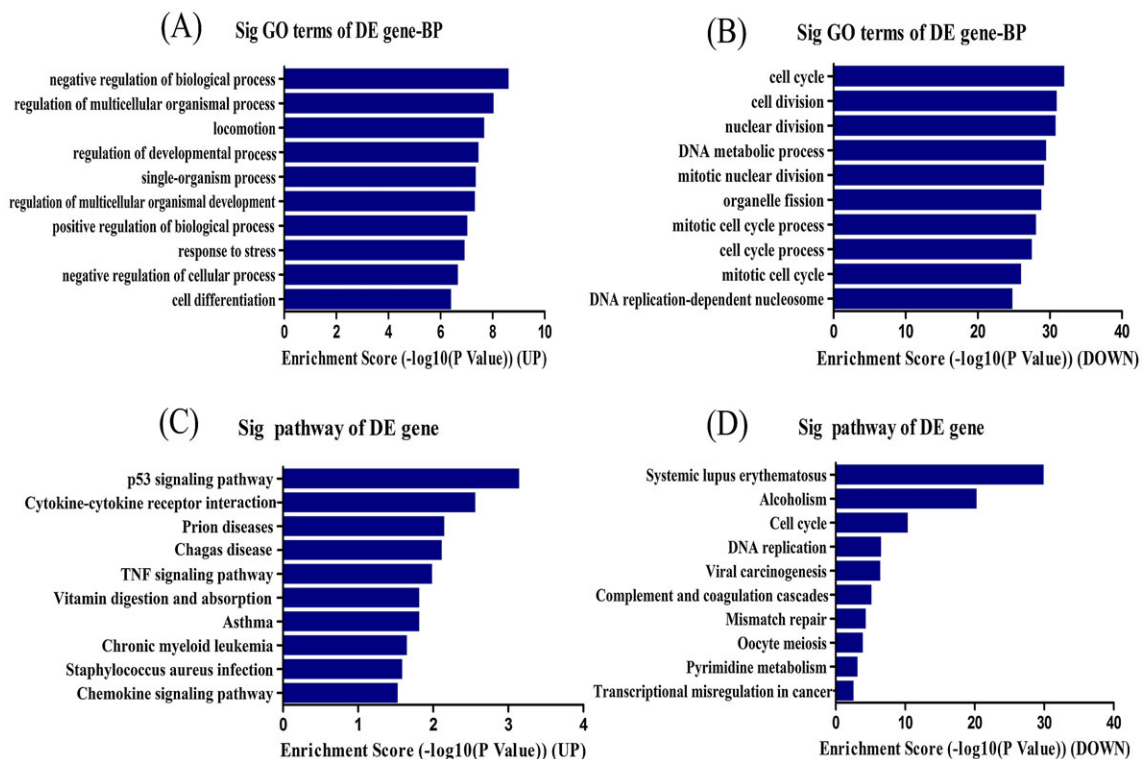 (A)
Sig GO terms of DE gene-BP
negative regulation of biological process
regulation of multicellular organismal process
locomotion
regulation of developmental process
single-organism process
regulation of multicellular organismal development
positive regulation of biological process
response to stress
negative regulation of cellular process
cell differentiation
0 2 4 6 8 10
Enrichment Score (-log10(P Value)) (UP)
(B)
Sig GO terms of DE gene-BP
cell cycle
cell division
nuclear division
DNA metabolic process
mitotic nuclear division
organelle fission
mitotic cell cycle process
cell cycle process
mitotic cell cycle
DNA replication-dependent nucleosome
0 10 20 30 40
Enrichment Score (-log10(P Value)) (DOWN)
(C)
Sig pathway of DE gene
p53 signaling pathway
Cytokine-cytokine receptor interaction
Prion diseases
Chagas disease
TNF signaling pathway
Vitamin digestion and absorption
Asthma
Chronic myeloid leukemia
Staphylococcus aureus infection
Chemokine signaling pathway
0 1 2 3 4
Enrichment Score (-log10(P Value)) (UP)
(D)
Sig pathway of DE gene
Systemic lupus erythematosus
Alcoholism
Cell cycle
DNA replication
Viral carcinogenesis
Complement and coagulation cascades
Mismatch repair
Oocyte meiosis
Pyrimidine metabolism
Transcriptional misregulation in cancer
0 10 20 30 40
Enrichment Score (-log10(P Value)) (DOWN)